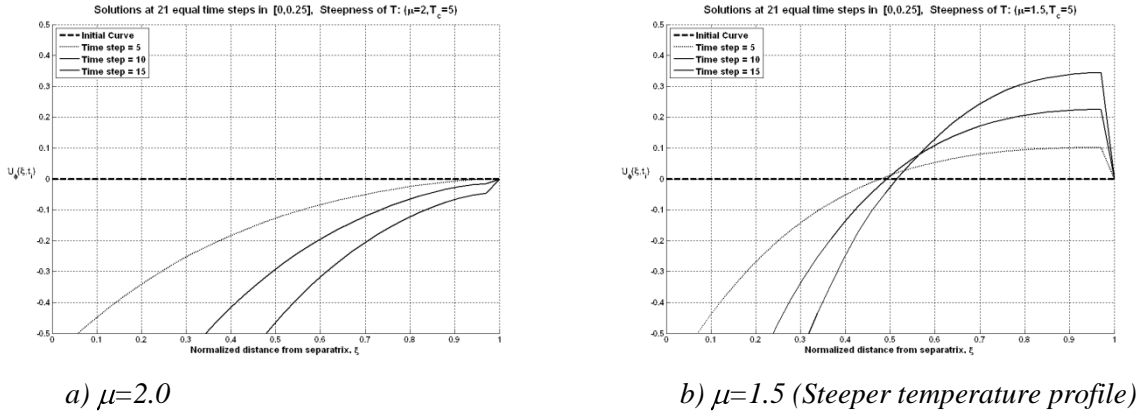 Solutions at 21 equal time steps in [0,0.25], Steepness of T: {μ=2,T_c=5}
0.5
0.4
0.3
0.2
0.1
0
-0.1
-0.2
-0.3
-0.4
-0.5
U_ϕ(ξ,t_i)
Initial Curve
Time step = 5
Time step = 10
Time step = 15
0 0.1 0.2 0.3 0.4 0.5 0.6 0.7 0.8 0.9 1
Normalized distance from separatrix, ξ
a) μ=2.0
Solutions at 21 equal time steps in [0,0.25], Steepness of T: {μ=1.5,T_c=5}
0.5
0.4
0.3
0.2
0.1
0
-0.1
-0.2
-0.3
-0.4
-0.5
U_ϕ(ξ,t_i)
Initial Curve
Time step = 5
Time step = 10
Time step = 15
0 0.1 0.2 0.3 0.4 0.5 0.6 0.7 0.8 0.9 1
Normalized distance from separatrix, ξ
b) μ=1.5 (Steeper temperature profile)